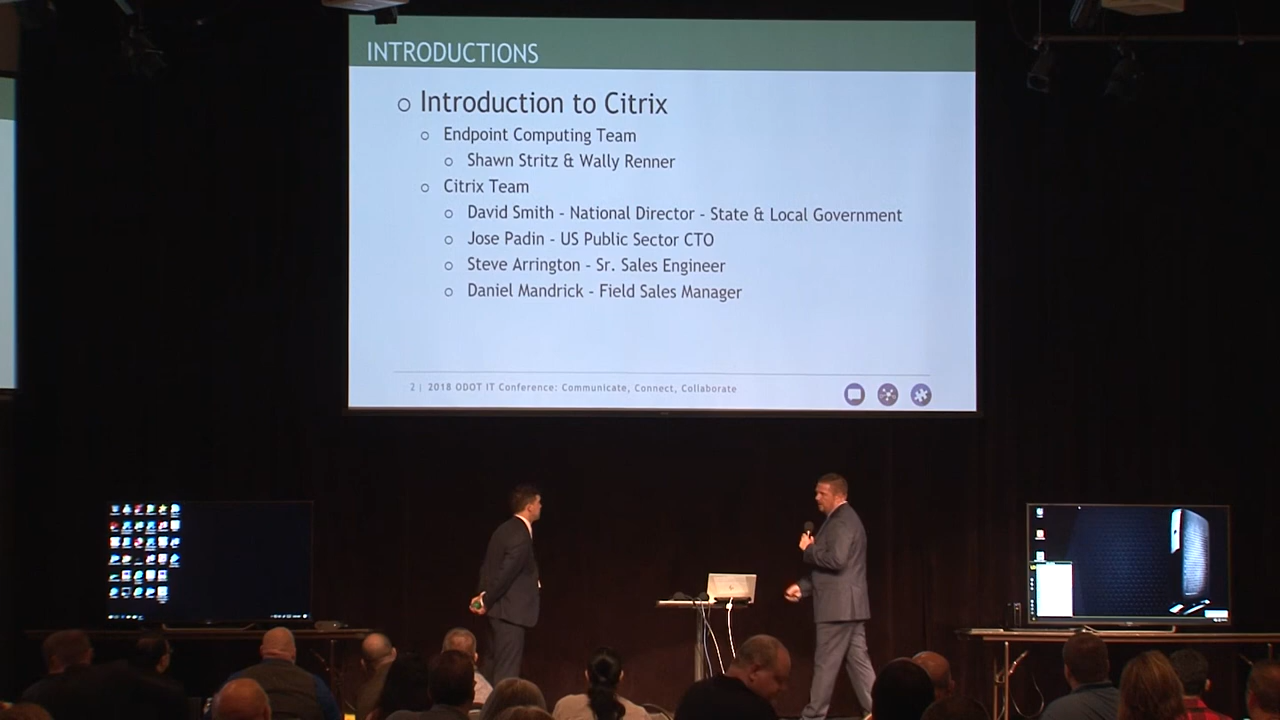 INTRODUCTIONS
Introduction to Citrix
Endpoint Computing Team
Shawn Stritz & Wally Renner
Citrix Team
David Smith - National Director - State & Local Government
Jose Padin - US Public Sector CTO
Steve Arrington - Sr. Sales Engineer
Daniel Mandrick - Field Sales Manager
2 | 2018 ODOT IT Conference: Communicate, Connect, Collaborate